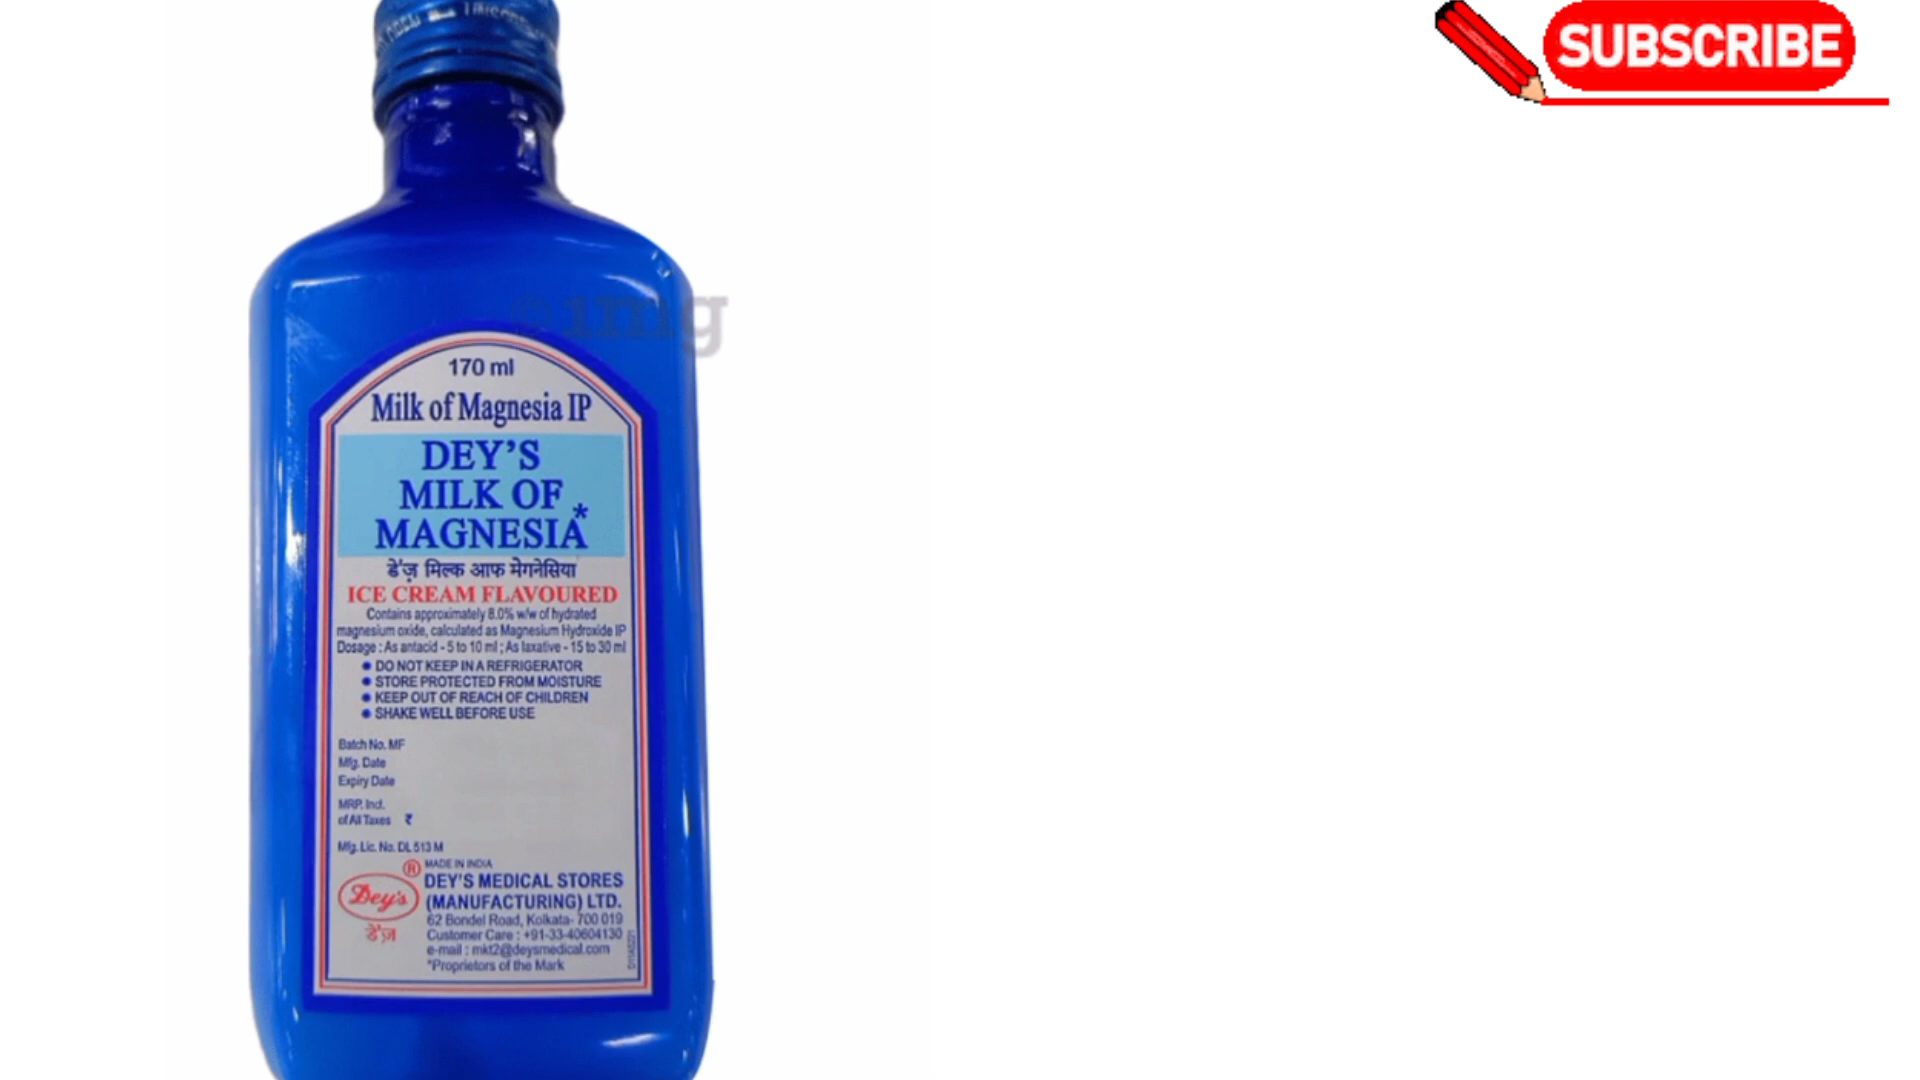 SUBSCRIBE
1mg
170 ml
Milk of Magnesia IP
DEY'S
MILK OF
MAGNESIA*
डे'ज़ मिल्क आफ मेगनेसिया
ICE CREAM FLAVOURED
Contains approximately 8.0% w/w of hydrated
magnesium oxide, calculated as Magnesium Hydroxide IP
Dosage : As antacid - 5 to 10 ml ; As laxative - 15 to 30 ml
● DO NOT KEEP IN A REFRIGERATOR
● STORE PROTECTED FROM MOISTURE
● KEEP OUT OF REACH OF CHILDREN
● SHAKE WELL BEFORE USE
Batch No. MF
Mfg. Date
Expiry Date
MRP. Incl.
of All Taxes ₹
Mfg. Lic. No. DL 513 M
MADE IN INDIA
Dey's ®
डे'ज़
DEY'S MEDICAL STORES
(MANUFACTURING) LTD.
62 Bondel Road, Kolkata- 700 019
Customer Care : +91-33-40604130
e-mail : mkt2@deysmedical.com
*Proprietors of the Mark